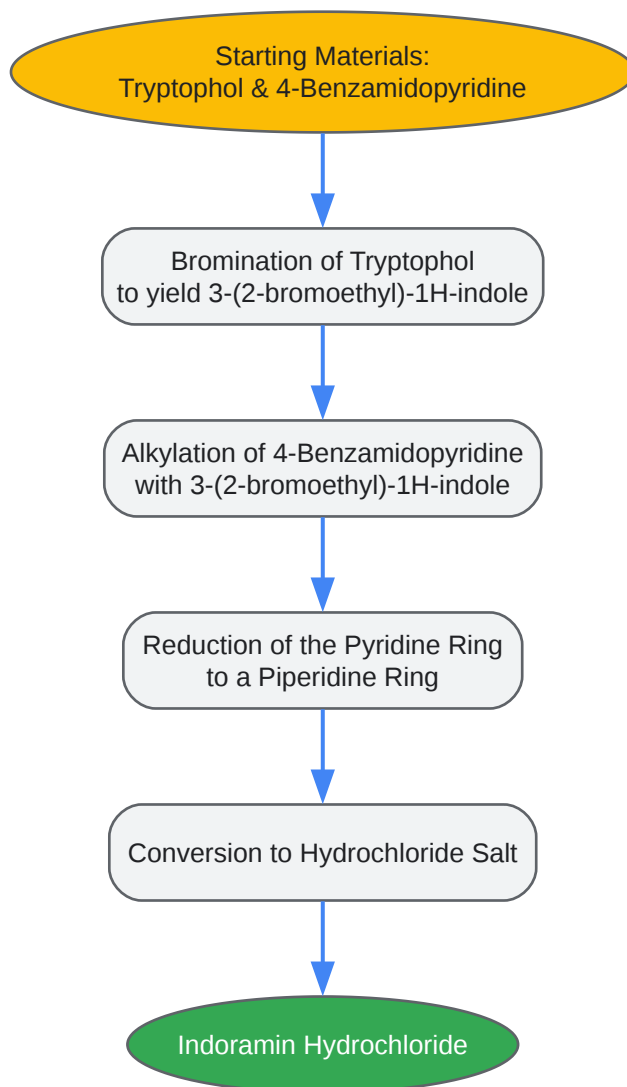 Starting Materials:
Tryptophol & 4-Benzamidopyridine
Bromination of Tryptophol
to yield 3-(2-bromoethyl)-1H-indole
Alkylation of 4-Benzamidopyridine
with 3-(2-bromoethyl)-1H-indole
Reduction of the Pyridine Ring
to a Piperidine Ring
Conversion to Hydrochloride Salt
Indoramin Hydrochloride